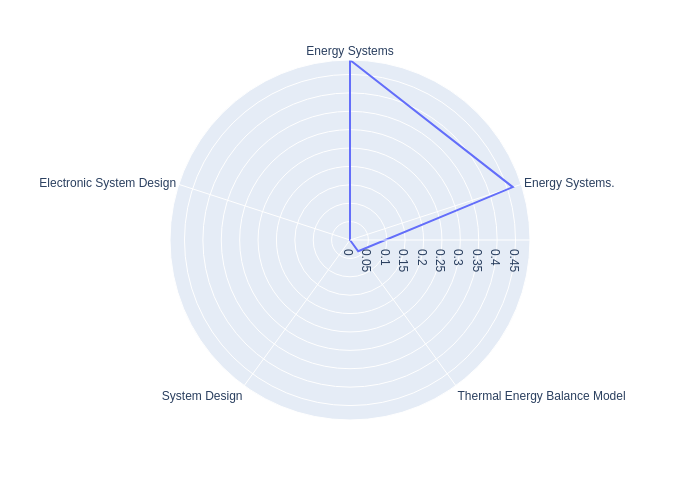 Energy Systems
Electronic System Design
Energy Systems.
0
0.05
0.1
0.15
0.2
0.25
0.3
0.35
0.4
0.45
System Design
Thermal Energy Balance Model